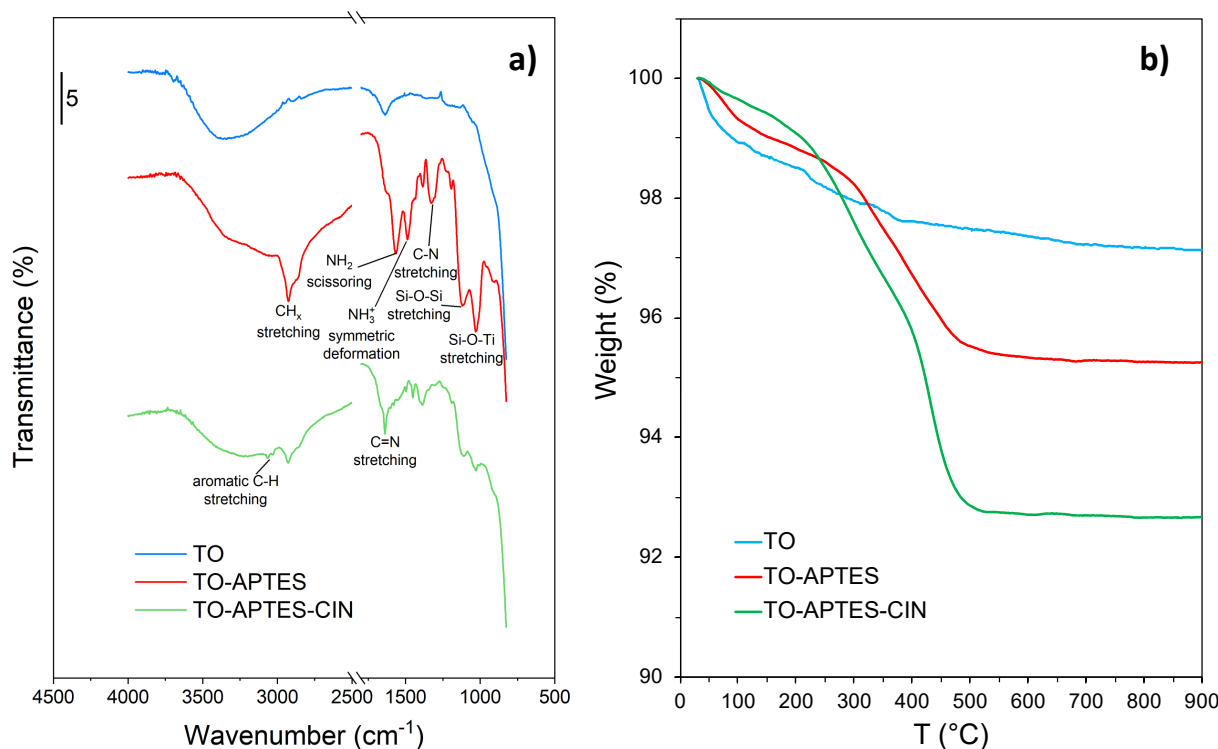 a)
5
CHₓ
stretching
NH₂
scissoring
NH₃⁺
symmetric
deformation
C-N
stretching
Si-O-Si
stretching
Si-O-Ti
stretching
aromatic C-H
stretching
C=N
stretching
TO
TO-APTES
TO-APTES-CIN
Transmittance (%)
4500 4000 3500 3000 2500 1500 1000 500
Wavenumber (cm⁻¹)
b)
100
98
96
94
92
90
Weight (%)
TO
TO-APTES
TO-APTES-CIN
0 100 200 300 400 500 600 700 800 900
T (°C)